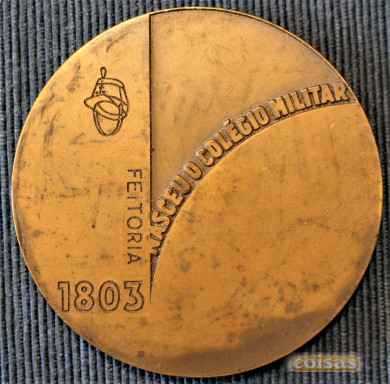 FEITORIA
1803
NASCEU O COLÉGIO MILITAR
coisas